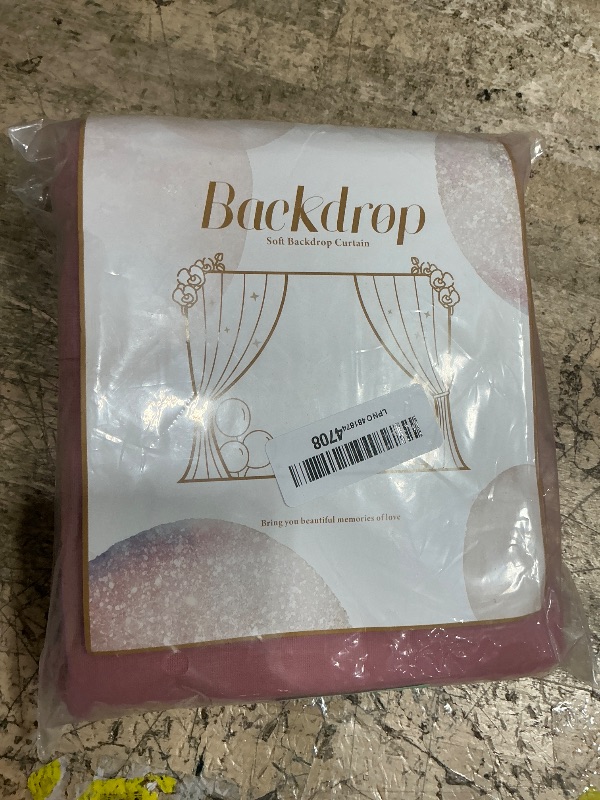 Backdrop
Soft Backdrop Curtain
4708
Bring you beautiful memories of love